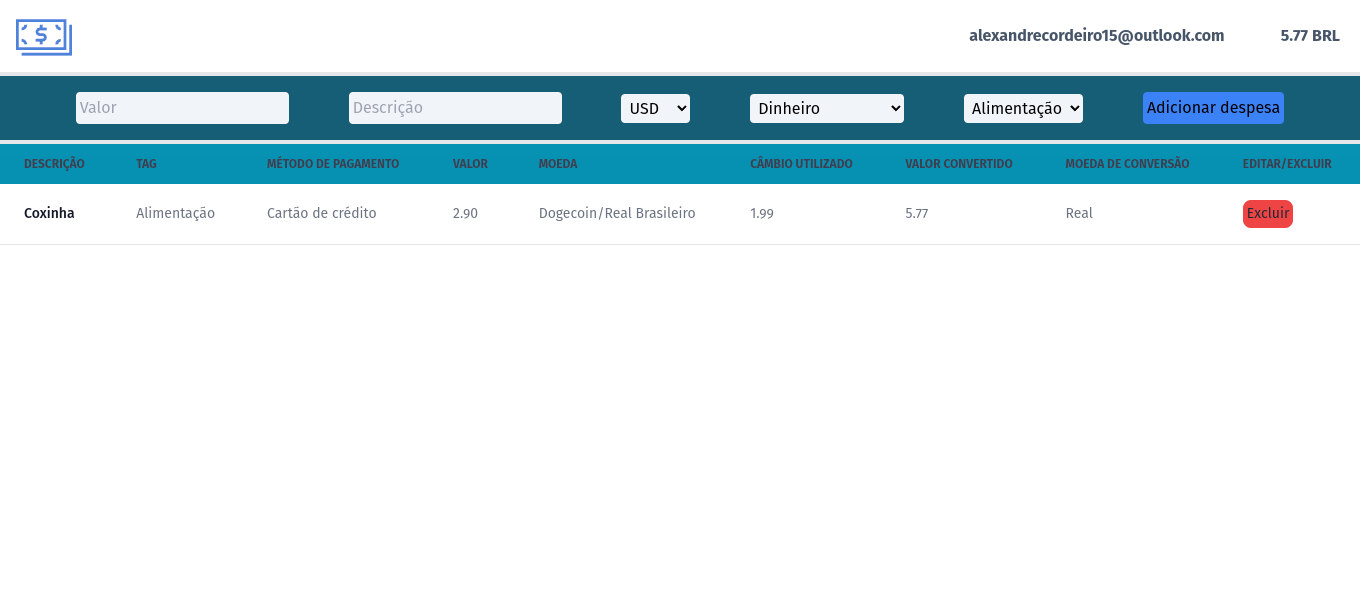 $ alexandrecordeiro15@outlook.com 5.77 BRL
Valor Descrição USD Dinheiro Alimentação Adicionar despesa
DESCRIÇÃO TAG MÉTODO DE PAGAMENTO VALOR MOEDA CÂMBIO UTILIZADO VALOR CONVERTIDO MOEDA DE CONVERSÃO EDITAR/EXCLUIR
Coxinha Alimentação Cartão de crédito 2.90 Dogecoin/Real Brasileiro 1.99 5.77 Real Excluir